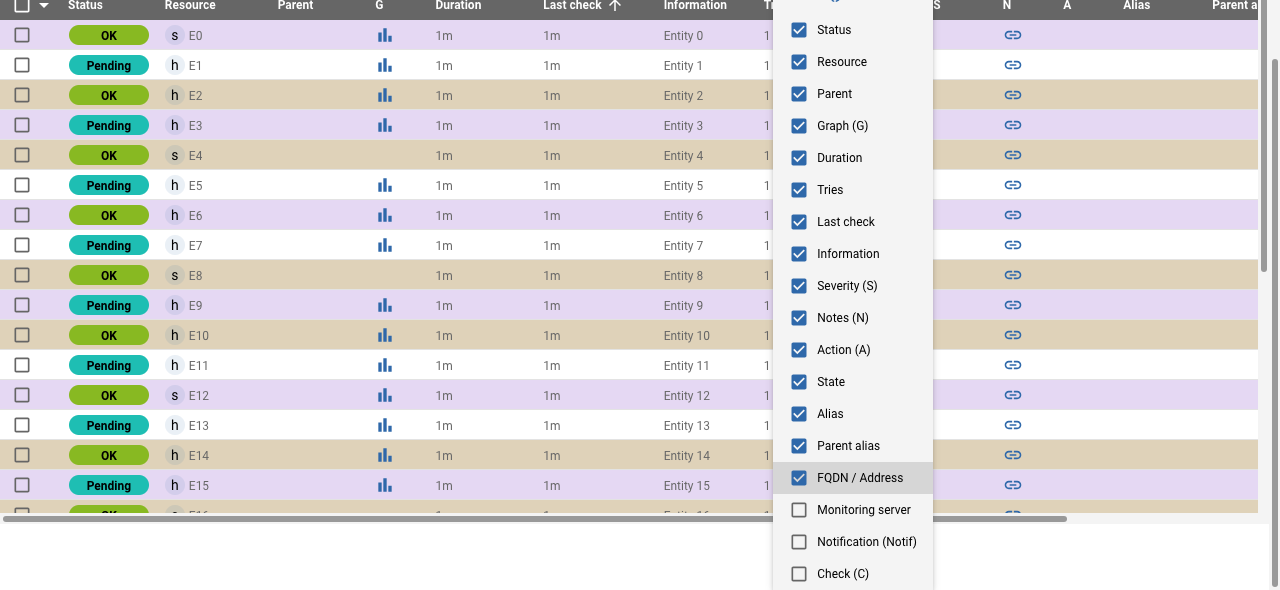 Status Resource Parent G Duration Last check Information S N A Alias Parent a
OK s E0 1m 1m Entity 0 1
Pending h E1 1m 1m Entity 1 1
OK h E2 1m 1m Entity 2 1
Pending h E3 1m 1m Entity 3 1
OK s E4 1m 1m Entity 4 1
Pending h E5 1m 1m Entity 5 1
OK h E6 1m 1m Entity 6 1
Pending h E7 1m 1m Entity 7 1
OK s E8 1m 1m Entity 8 1
Pending h E9 1m 1m Entity 9 1
OK h E10 1m 1m Entity 10 1
Pending h E11 1m 1m Entity 11 1
OK s E12 1m 1m Entity 12 1
Pending h E13 1m 1m Entity 13 1
OK h E14 1m 1m Entity 14 1
Pending h E15 1m 1m Entity 15 1
Status
Resource
Parent
Graph (G)
Duration
Tries
Last check
Information
Severity (S)
Notes (N)
Action (A)
State
Alias
Parent alias
FQDN / Address
Monitoring server
Notification (Notif)
Check (C)